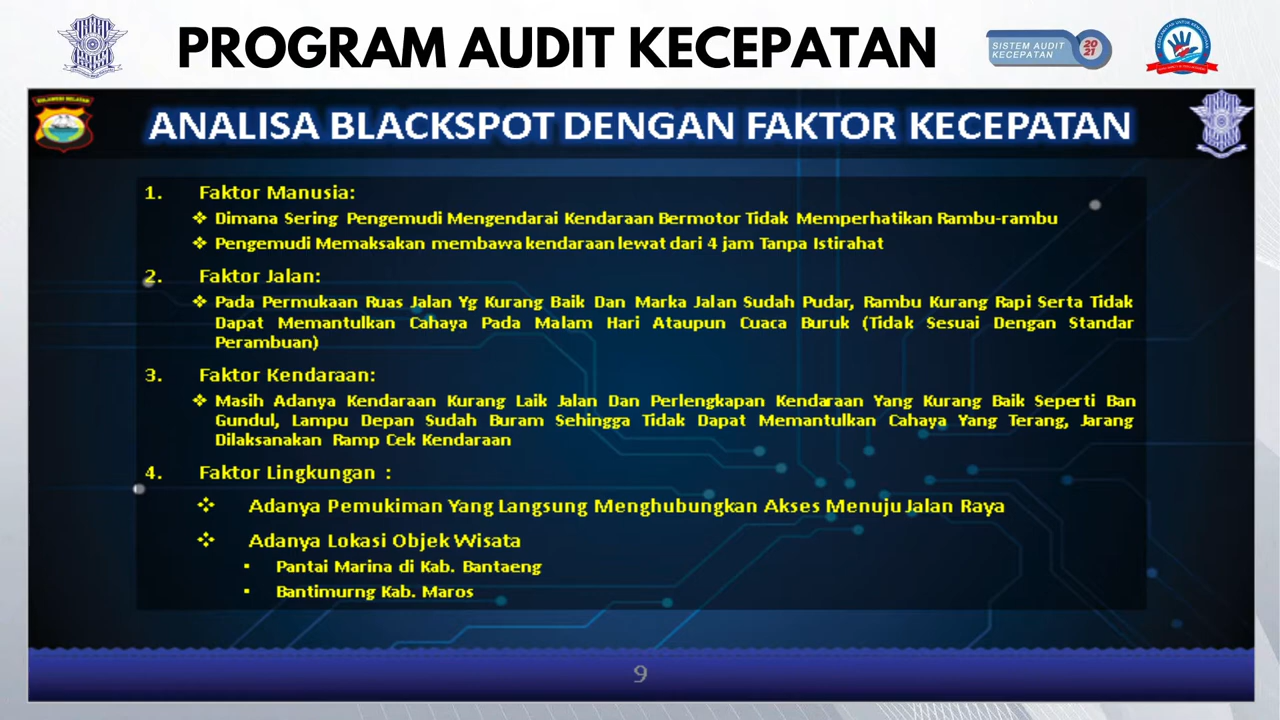 PROGRAM AUDIT KECEPATAN
SISTEM AUDIT
KECEPATAN
20
21
SULAWESI SELATAN
ANALISA BLACKSPOT DENGAN FAKTOR KECEPATAN
1. Faktor Manusia:
❖ Dimana Sering Pengemudi Mengendarai Kendaraan Bermotor Tidak Memperhatikan Rambu-rambu
❖ Pengemudi Memaksakan membawa kendaraan lewat dari 4 jam Tanpa Istirahat
2. Faktor Jalan:
❖ Pada Permukaan Ruas Jalan Yg Kurang Baik Dan Marka Jalan Sudah Pudar, Rambu Kurang Rapi Serta Tidak
Dapat Memantulkan Cahaya Pada Malam Hari Ataupun Cuaca Buruk (Tidak Sesuai Dengan Standar
Perambuan)
3. Faktor Kendaraan:
❖ Masih Adanya Kendaraan Kurang Laik Jalan Dan Perlengkapan Kendaraan Yang Kurang Baik Seperti Ban
Gundul, Lampu Depan Sudah Buram Sehingga Tidak Dapat Memantulkan Cahaya Yang Terang, Jarang
Dilaksanakan Ramp Cek Kendaraan
4. Faktor Lingkungan :
❖ Adanya Pemukiman Yang Langsung Menghubungkan Akses Menuju Jalan Raya
❖ Adanya Lokasi Objek Wisata
▪ Pantai Marina di Kab. Bantaeng
▪ Bantimurng Kab. Maros
9